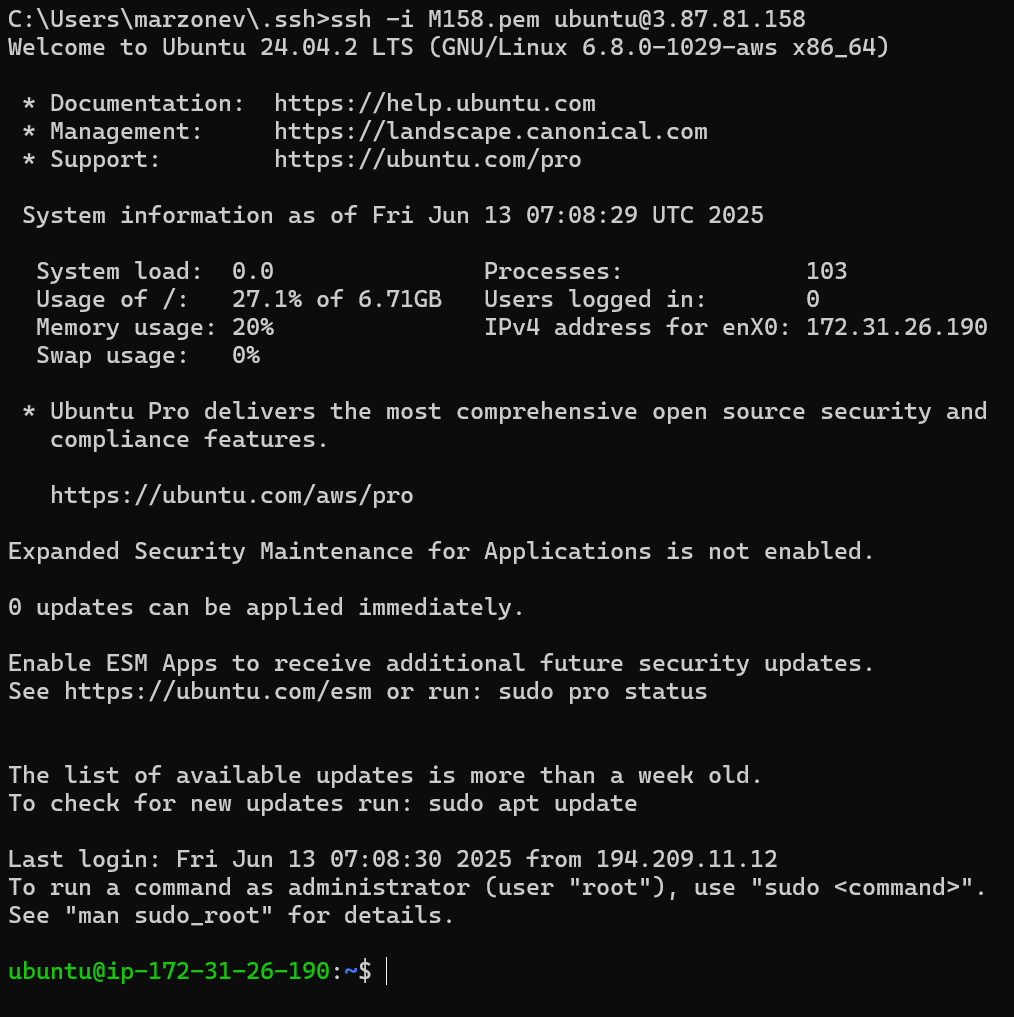 C:\Users\marzonev\.ssh>ssh -i M158.pem ubuntu@3.87.81.158
Welcome to Ubuntu 24.04.2 LTS (GNU/Linux 6.8.0-1029-aws x86_64)

 * Documentation:  https://help.ubuntu.com
 * Management:     https://landscape.canonical.com
 * Support:        https://ubuntu.com/pro

 System information as of Fri Jun 13 07:08:29 UTC 2025

  System load:  0.0               Processes:             103
  Usage of /:   27.1% of 6.71GB   Users logged in:       0
  Memory usage: 20%               IPv4 address for enX0: 172.31.26.190
  Swap usage:   0%

 * Ubuntu Pro delivers the most comprehensive open source security and
   compliance features.

   https://ubuntu.com/aws/pro

Expanded Security Maintenance for Applications is not enabled.

0 updates can be applied immediately.

Enable ESM Apps to receive additional future security updates.
See https://ubuntu.com/esm or run: sudo pro status


The list of available updates is more than a week old.
To check for new updates run: sudo apt update

Last login: Fri Jun 13 07:08:30 2025 from 194.209.11.12
To run a command as administrator (user "root"), use "sudo <command>".
See "man sudo_root" for details.

ubuntu@ip-172-31-26-190:~$